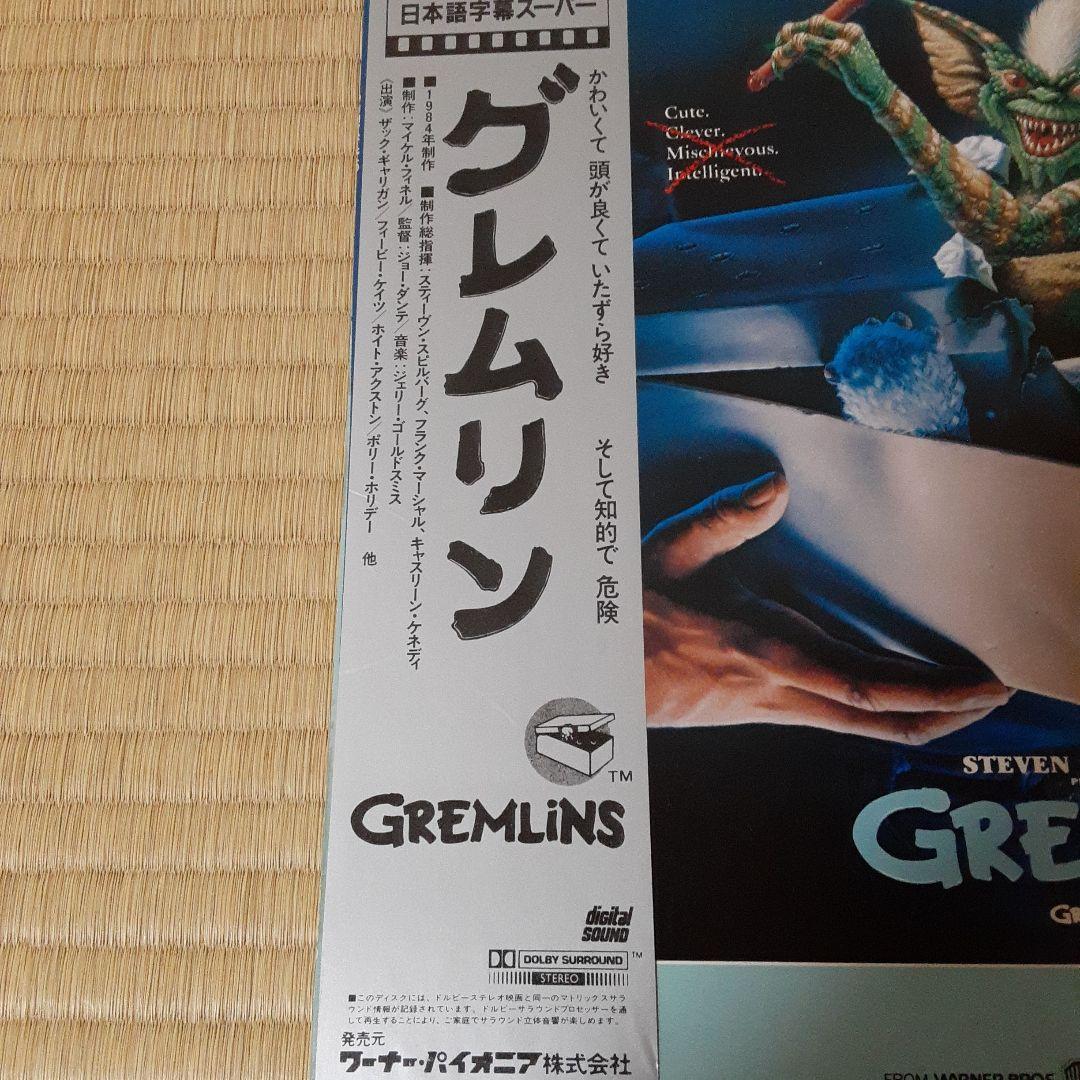 日本語字幕スーパー
かわいくて 頭が良くて いたずら好き そして知的で 危険
グレムリン
■1984年制作 ■制作総指揮:スティーヴン・スピルバーグ、フランク・マーシャル、キャスリーン・ケネディ
■制作:マイケル・フィネル/監督:ジョー・ダンテ/音楽:ジェリー・ゴールドスミス
〈出演〉ザック・ギャリガン/フィービー・ケイツ/ホイト・アクストン/ポリー・ホリデー 他
TM
GREMLiNS
digital
SOUND
DOLBY SURROUND TM
STEREO
■このディスクには、ドルビーステレオ映画と同一のマトリックスサラ
ウンド情報が記録されています。ドルビーサラウンドプロセッサーを通
して再生することにより、ご家庭でサラウンド立体音響が楽しめます。
発売元
ワーナー・パイオニア株式会社
Cute.
Clever.
Mischievous.
Intelligent.
STEVEN
GRE
FROM WARNER BROS